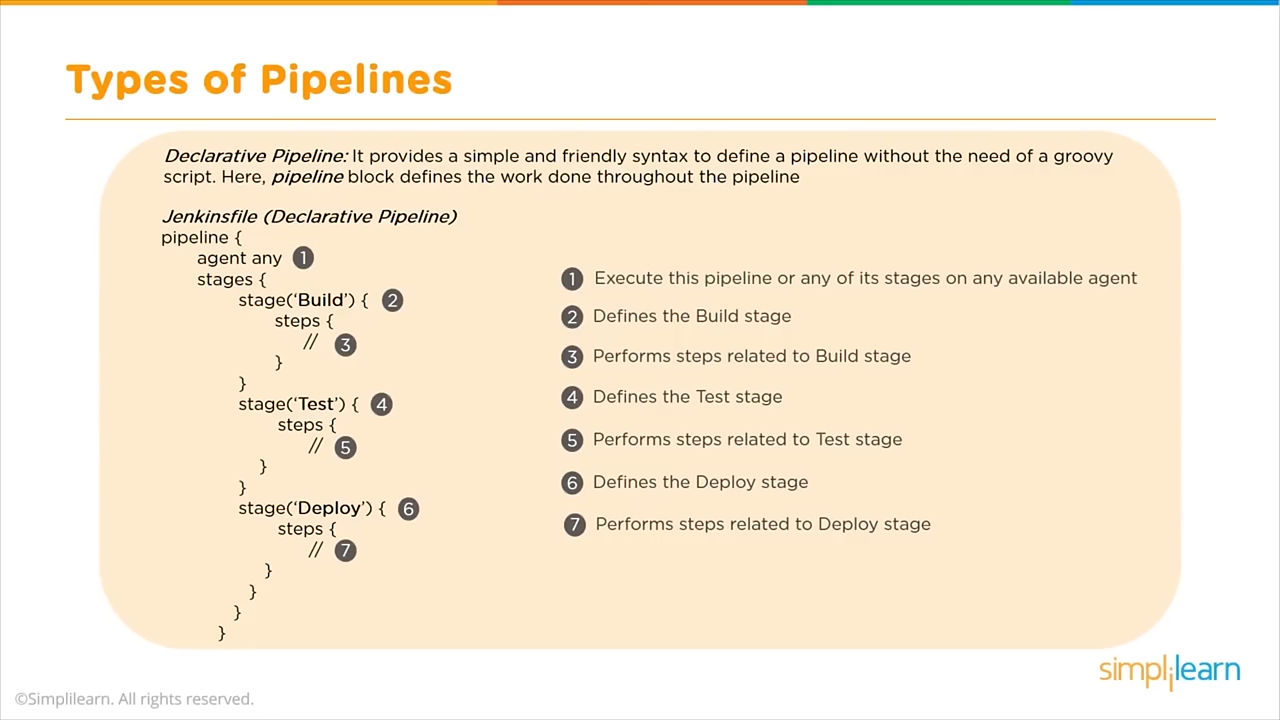 Types of Pipelines
Declarative Pipeline: It provides a simple and friendly syntax to define a pipeline without the need of a groovy
script. Here, pipeline block defines the work done throughout the pipeline
Jenkinsfile (Declarative Pipeline)
pipeline {
agent any 1
stages {
stage(‘Build’) { 2
steps {
// 3
}
}
stage(‘Test’) { 4
steps {
// 5
}
}
stage(‘Deploy’) { 6
steps {
// 7
}
}
}
}
1 Execute this pipeline or any of its stages on any available agent
2 Defines the Build stage
3 Performs steps related to Build stage
4 Defines the Test stage
5 Performs steps related to Test stage
6 Defines the Deploy stage
7 Performs steps related to Deploy stage
simplilearn
©Simplilearn. All rights reserved.